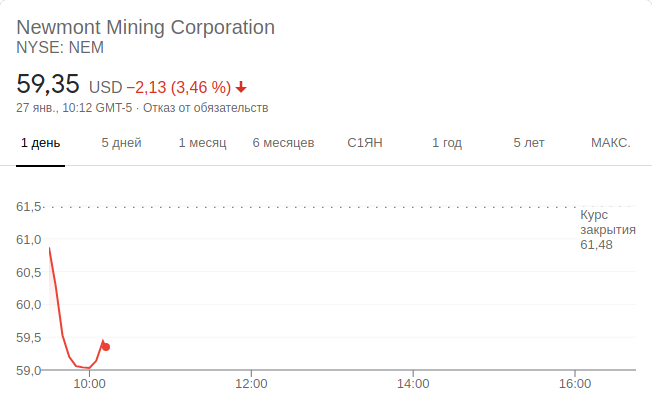 Newmont Mining Corporation
NYSE: NEM
59,35 USD −2,13 (3,46 %)
27 янв., 10:12 GMT-5 · Отказ от обязательств
1 день 5 дней 1 месяц 6 месяцев С1ЯН 1 год 5 лет МАКС.
61,5
Курс
закрытия
61,48
61,0
60,5
60,0
59,5
59,0
10:00 12:00 14:00 16:00